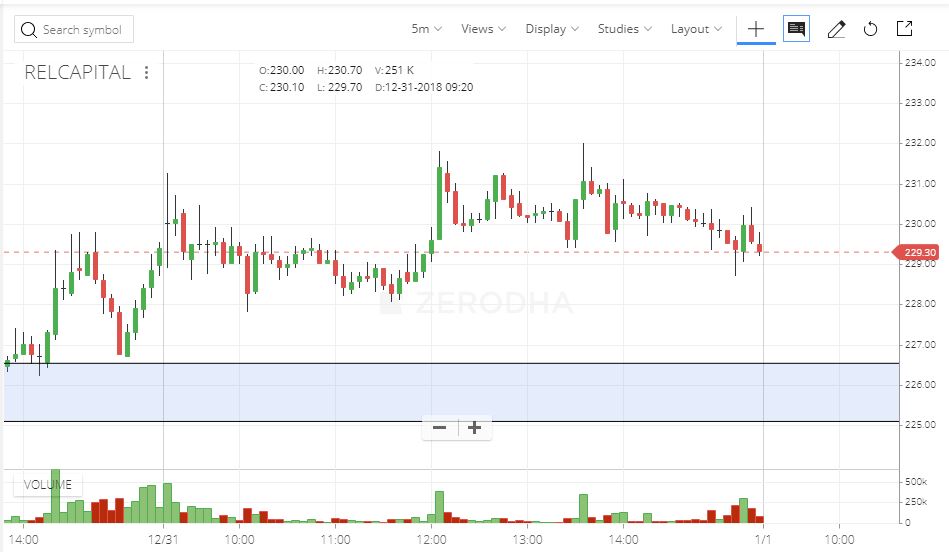 Search symbol 5m Views Display Studies Layout
RELCAPITAL
O:230.00 H:230.70 V:251 K
C:230.10 L:229.70 D:12-31-2018 09:20
234.00
233.00
232.00
231.00
230.00
229.30
229.00
228.00
227.00
226.00
225.00
ZERODHA
VOLUME
500k
250k
0
14:00 12/31 10:00 11:00 12:00 14:00 1/1 10:00